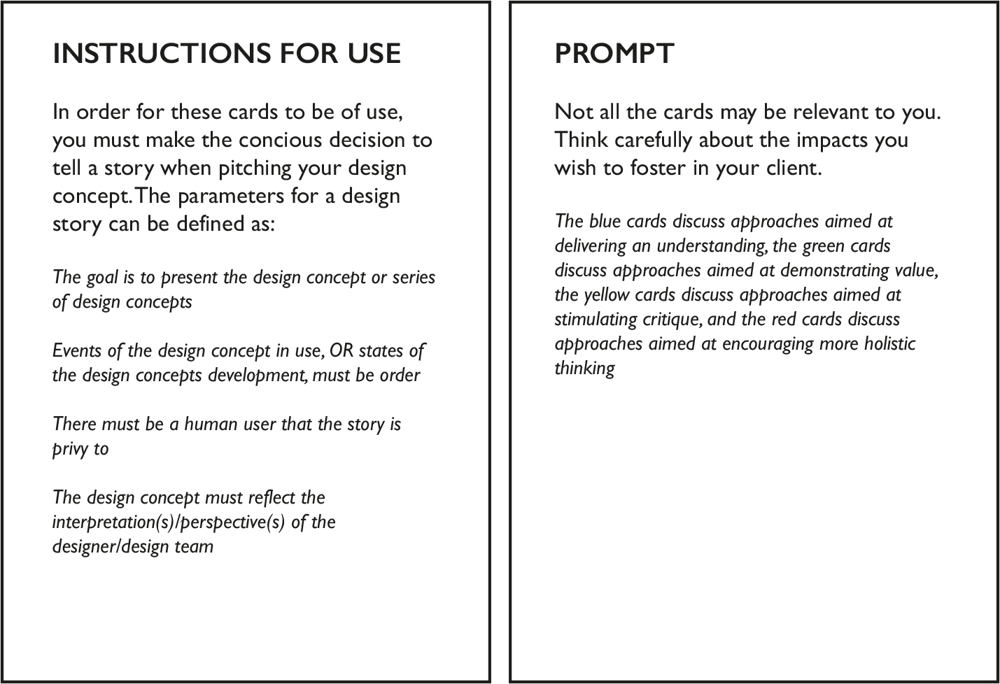 INSTRUCTIONS FOR USE
In order for these cards to be of use,
you must make the concious decision to
tell a story when pitching your design
concept. The parameters for a design
story can be defined as:
The goal is to present the design concept or series
of design concepts
Events of the design concept in use, OR states of
the design concepts development, must be order
There must be a human user that the story is
privy to
The design concept must reflect the
interpretation(s)/perspective(s) of the
designer/design team
PROMPT
Not all the cards may be relevant to you.
Think carefully about the impacts you
wish to foster in your client.
The blue cards discuss approaches aimed at
delivering an understanding, the green cards
discuss approaches aimed at demonstrating value,
the yellow cards discuss approaches aimed at
stimulating critique, and the red cards discuss
approaches aimed at encouraging more holistic
thinking